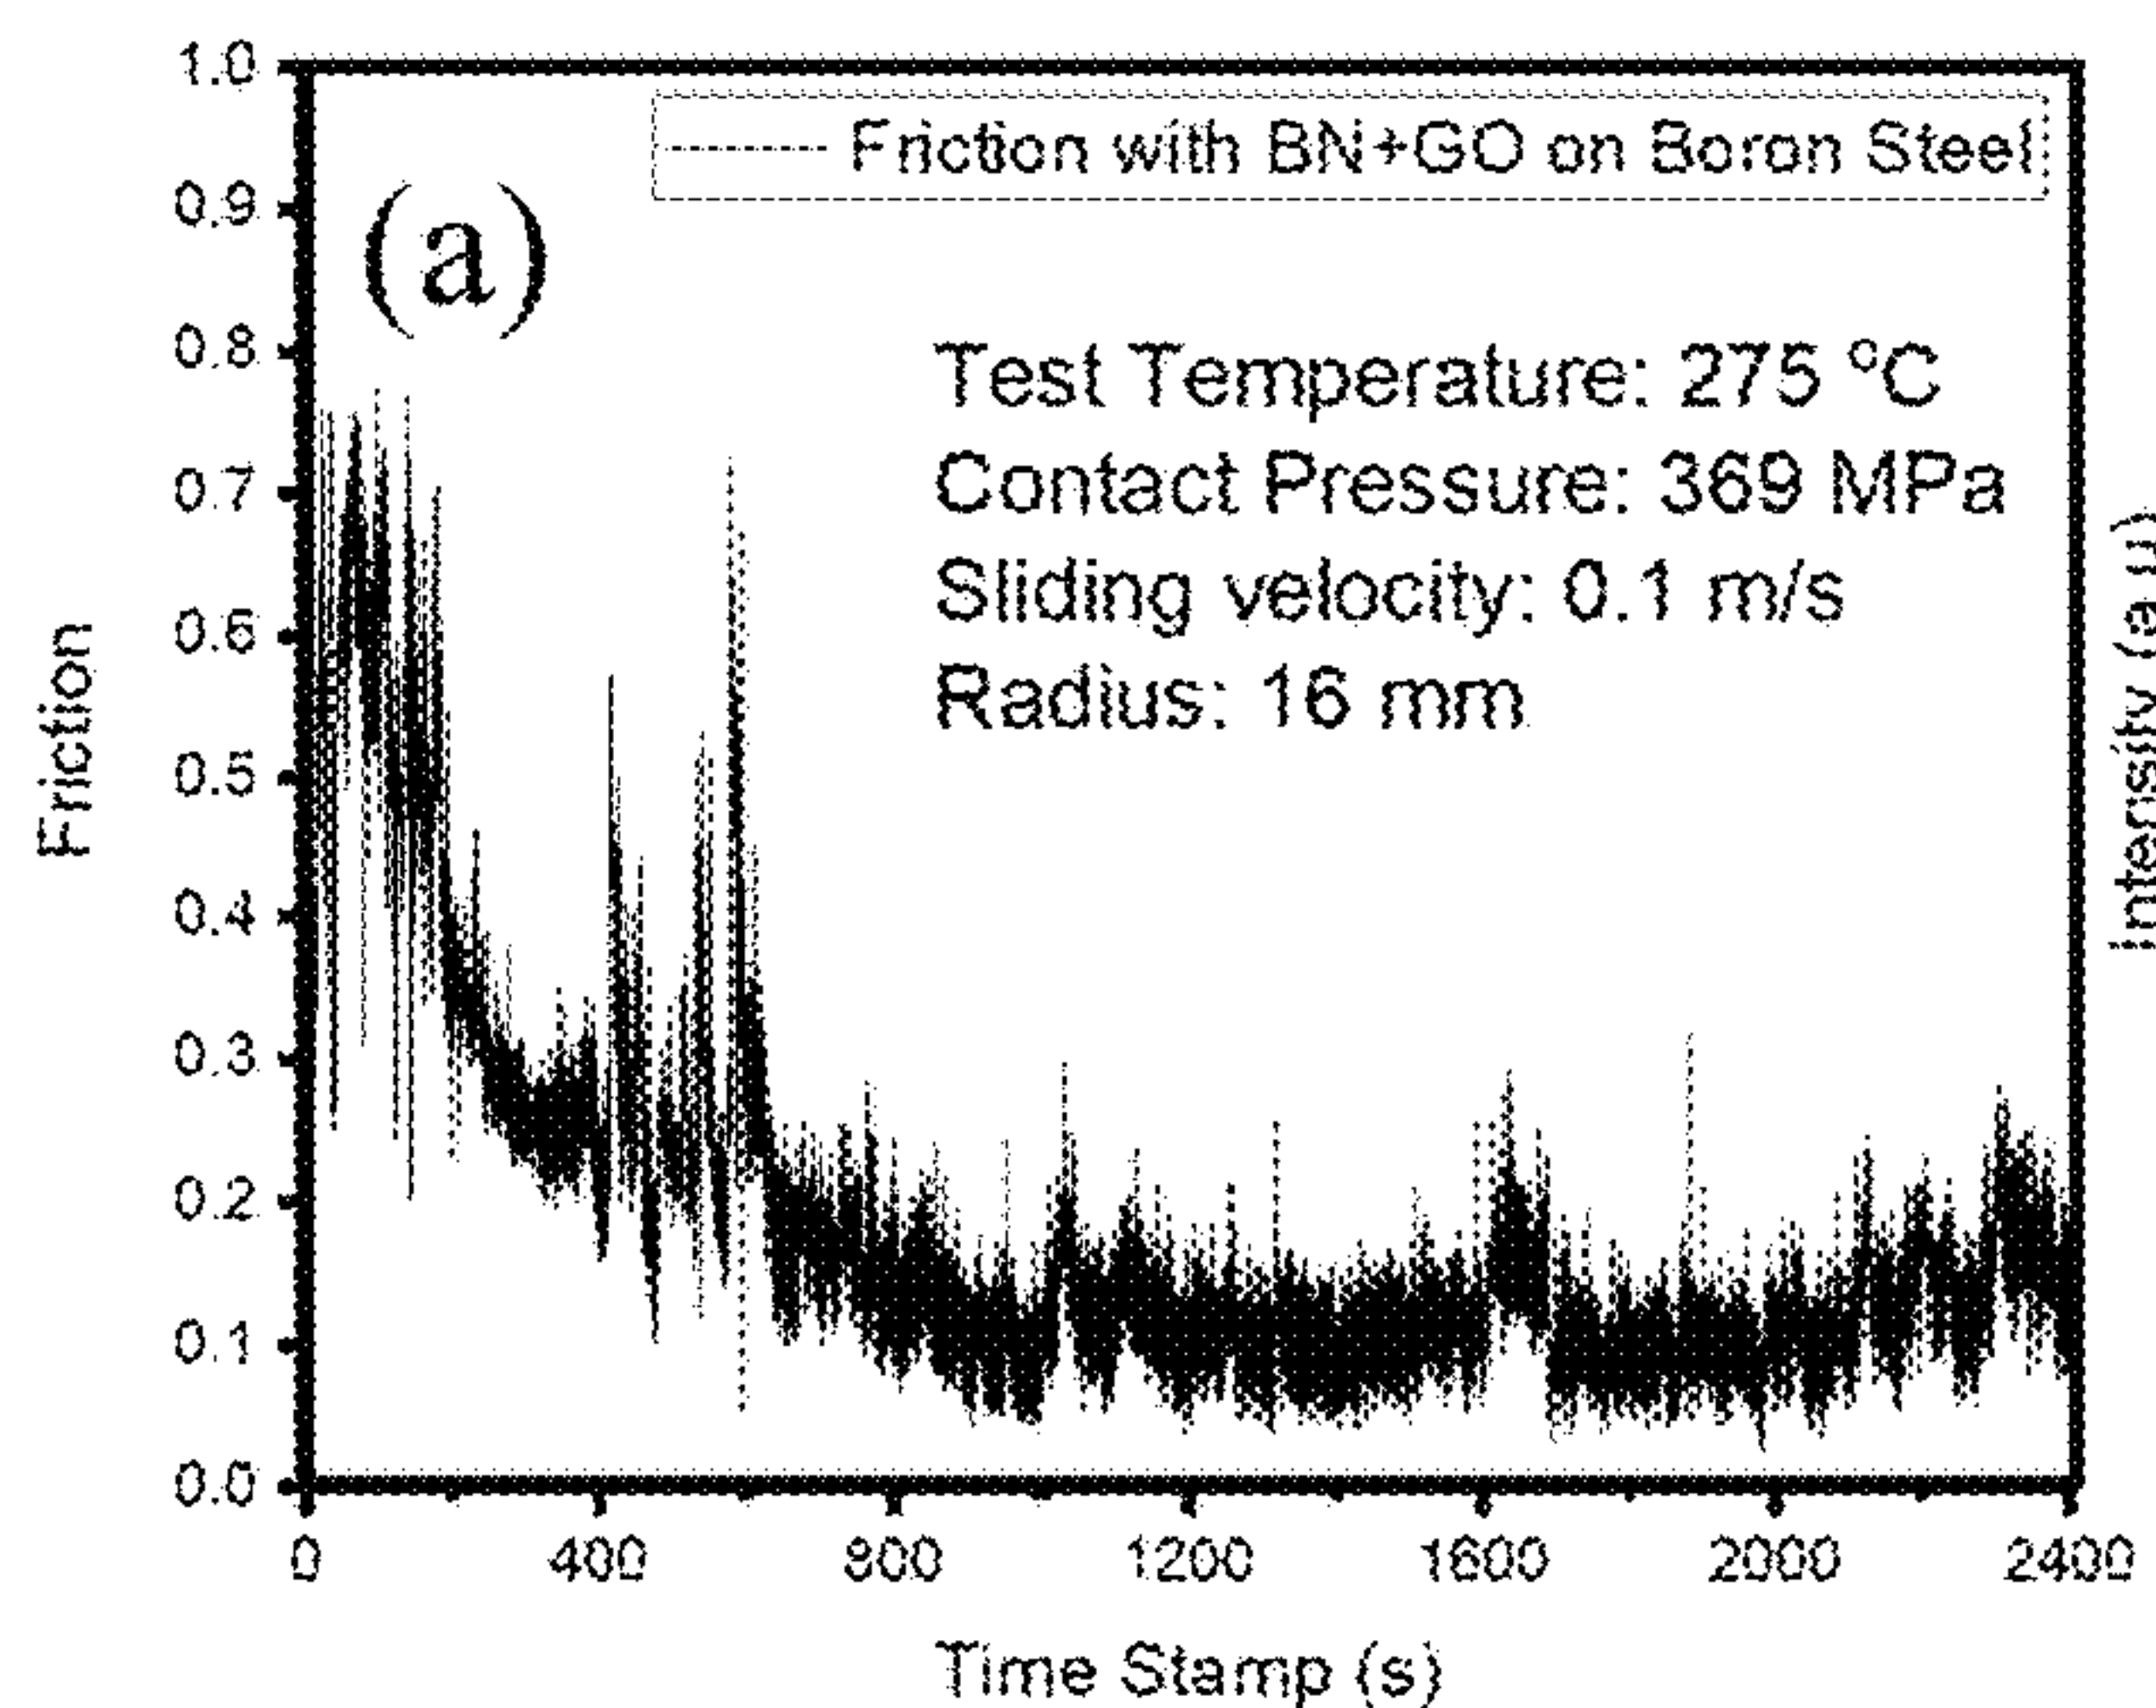 1.0
Friction with BN+GO on Boron Steel
0.9
(a)
0.8
Test Temperature: 275 °C
Contact Pressure: 369 MPa
0.7
Sliding velocity: 0.1 m/s
0.6
Radius: 16 mm
0.5
0.4
0.3
0.2
0.1
0.0
Friction
Intensity (a.u)
0 400 800 1200 1600 2000 2400
Time Stamp (s)